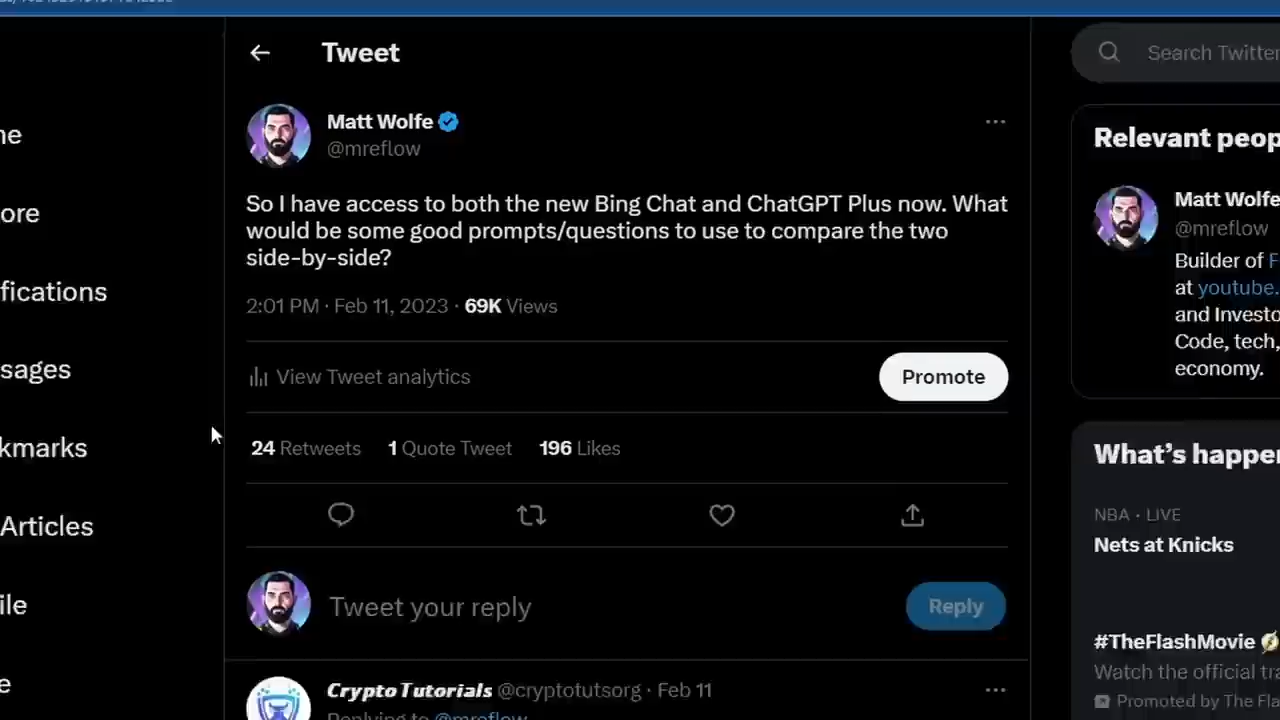 Tweet
Search Twitter
Matt Wolfe
@mreflow
So I have access to both the new Bing Chat and ChatGPT Plus now. What
would be some good prompts/questions to use to compare the two
side-by-side?
2:01 PM · Feb 11, 2023 · 69K Views
View Tweet analytics
Promote
24 Retweets 1 Quote Tweet 196 Likes
Tweet your reply
Reply
CryptoTutorials @cryptotutsorg · Feb 11
Replying to @mreflow
ne
ore
fications
sages
kmarks
Articles
ile
e
Relevant peop
Matt Wolfe
@mreflow
Builder of F
at youtube.
and Investo
Code, tech,
economy.
What's happen
NBA · LIVE
Nets at Knicks
#TheFlashMovie
Watch the official tra
Promoted by The Fla